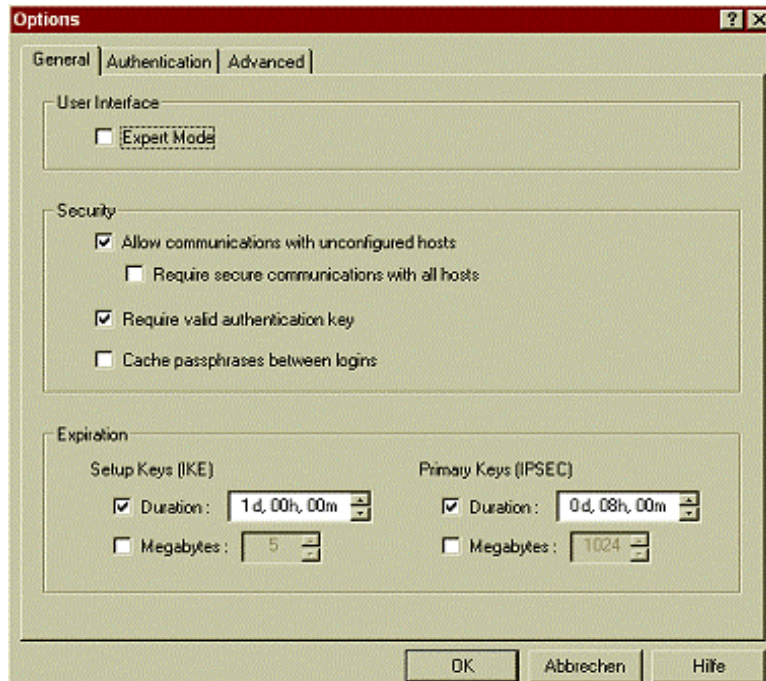 Options
General Authentication Advanced
User Interface
Expert Mode
Security
Allow communications with unconfigured hosts
Require secure communications with all hosts
Require valid authentication key
Cache passphrases between logins
Expiration
Setup Keys (IKE) Primary Keys (IPSEC)
Duration : 1d, 00h, 00m Duration : 0d, 08h, 00m
Megabytes : 5 Megabytes : 1024
OK Abbrechen Hilfe